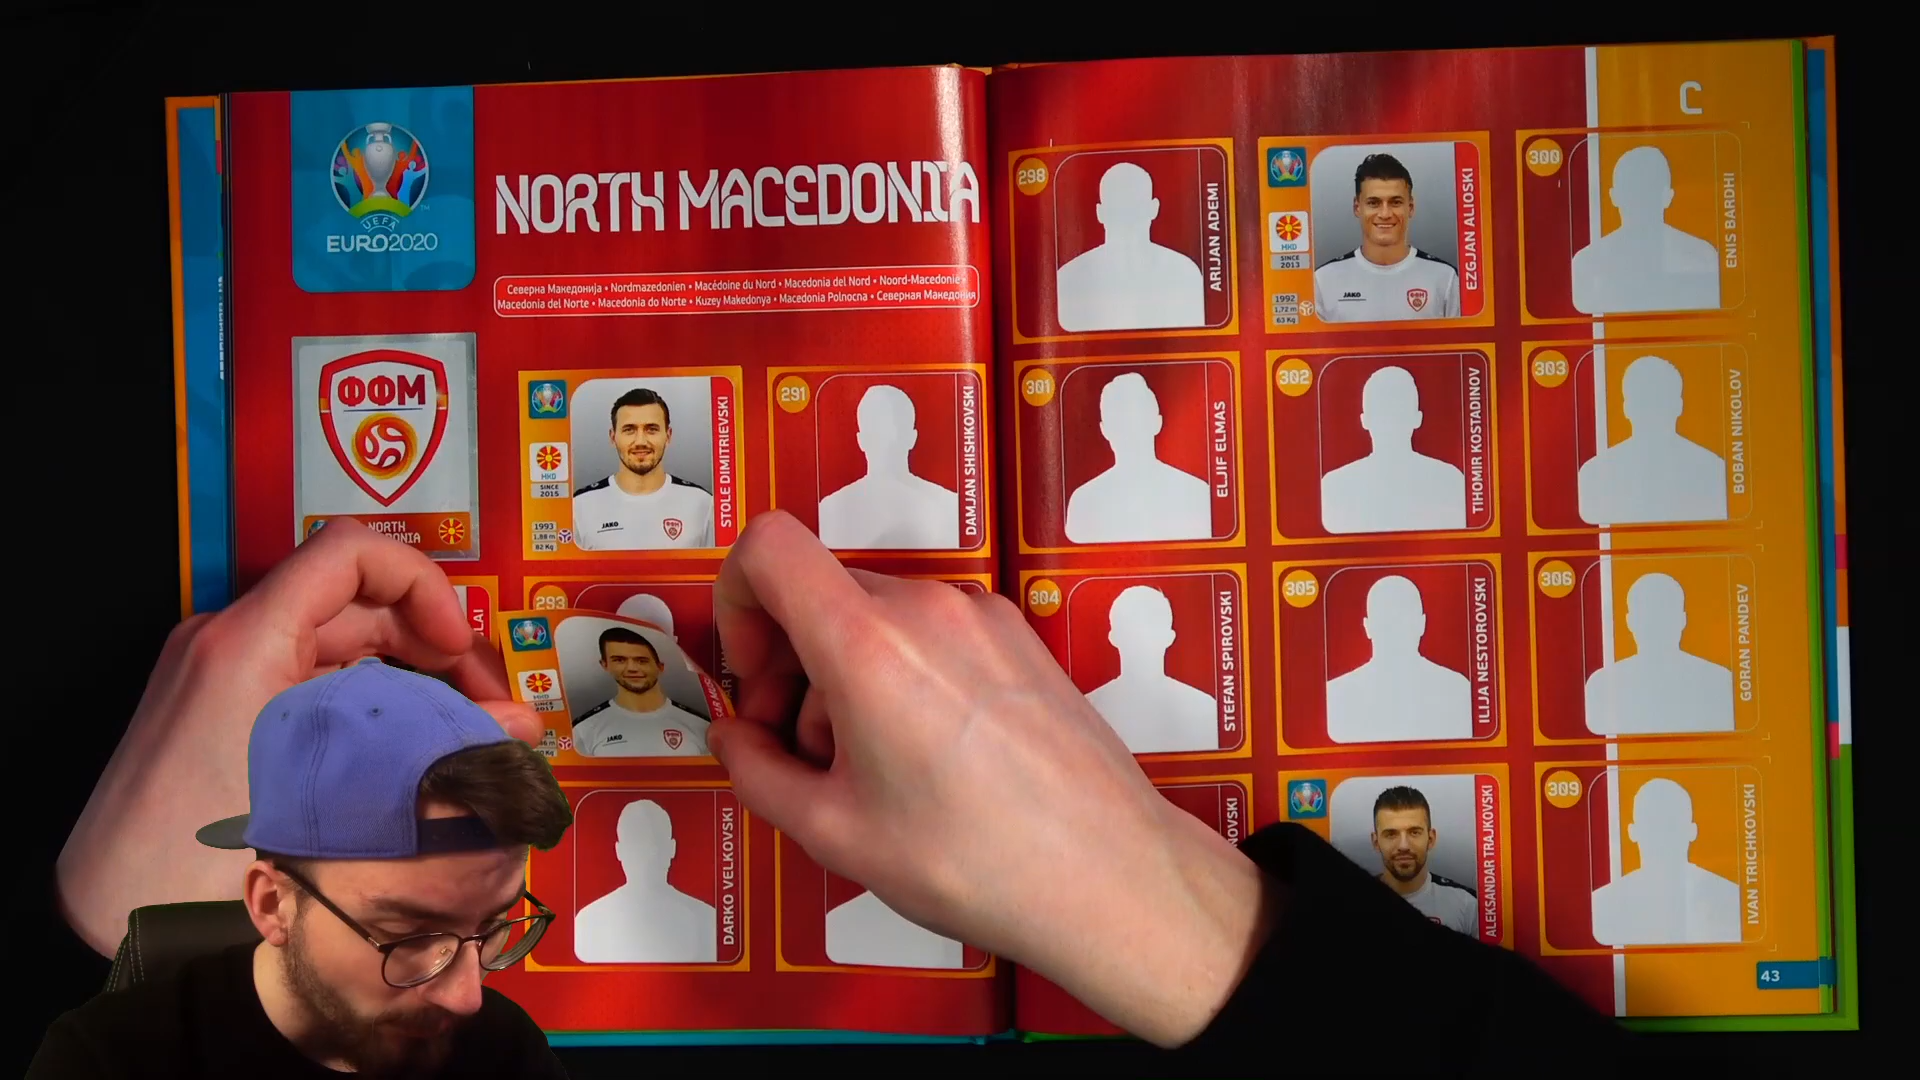 UEFA
EURO2020
NORTH MACEDONIA
Северна Македонија • Nordmazedonien • Macédoine du Nord • Macedonia del Nord • Noord-Macedonië •
Macedonia del Norte • Macedonia do Norte • Kuzey Makedonya • Macedonia Północna • Северная Македония
ФФМ
NORTH
MKD
SINCE
2015
1993
1,88 m
82 Kg
JAKO
STOLE DIMITRIEVSKI
291
DAMJAN SHISHKOVSKI
293
MKD
SINCE
2017
JAKO
DARKO VELKOVSKI
C
298
ARIJAN ADEMI
MKD
SINCE
2013
1992
1,72 m
63 Kg
JAKO
EZGJAN ALIOSKI
300
ENIS BARDHI
301
ELJIF ELMAS
302
TIHOMIR KOSTADINOV
303
BOBAN NIKOLOV
304
STEFAN SPIROVSKI
305
ILIJA NESTOROVSKI
306
GORAN PANDEV
ALEKSANDAR TRAJKOVSKI
309
IVAN TRICHKOVSKI
43